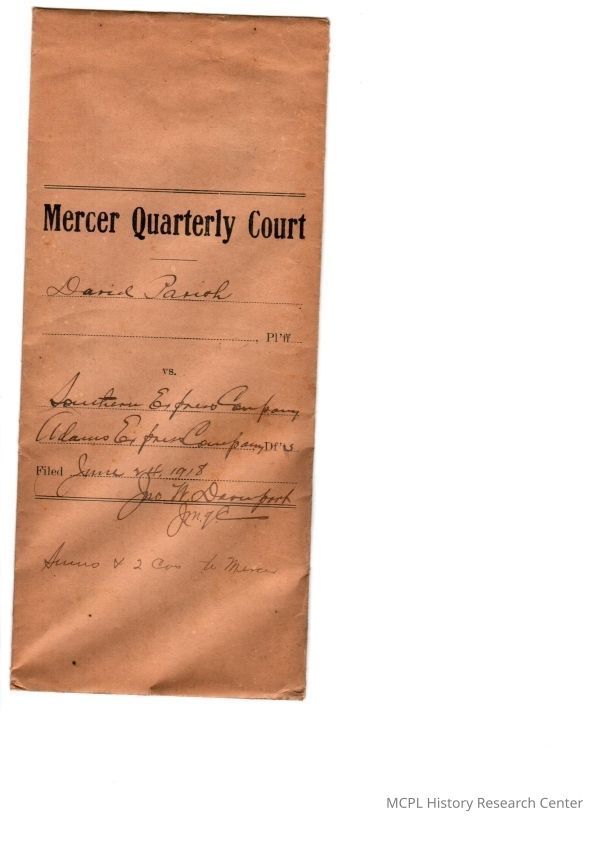 Mercer Quarterly Court
David Parish
Pl'ff
vs.
Southern Express Company
Adams Express Company Df'ts
Filed June 24, 1918
Jno W. Davenport
JMQC
& 2 Cos to Mercer
MCPL History Research Center